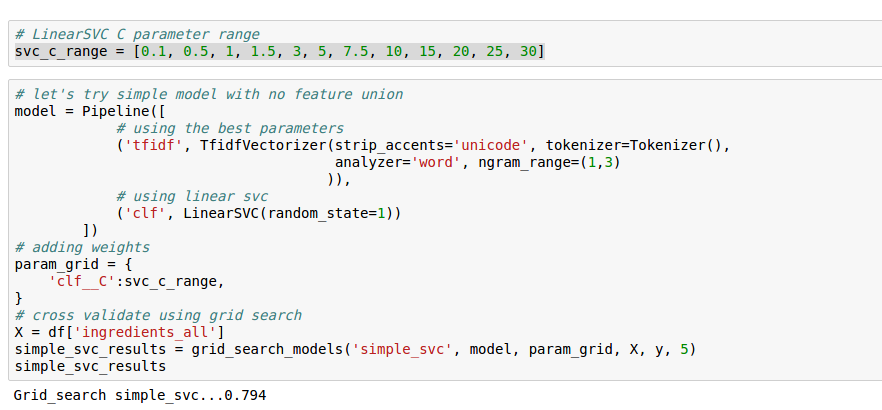 # LinearSVC C parameter range
svc_c_range = [0.1, 0.5, 1, 1.5, 3, 5, 7.5, 10, 15, 20, 25, 30]
# let's try simple model with no feature union
model = Pipeline([
# using the best parameters
('tfidf', TfidfVectorizer(strip_accents='unicode', tokenizer=Tokenizer(),
analyzer='word', ngram_range=(1,3)
)),
# using linear svc
('clf', LinearSVC(random_state=1))
])
# adding weights
param_grid = {
'clf__C':svc_c_range,
}
# cross validate using grid search
X = df['ingredients_all']
simple_svc_results = grid_search_models('simple_svc', model, param_grid, X, y, 5)
simple_svc_results
Grid_search simple_svc...0.794